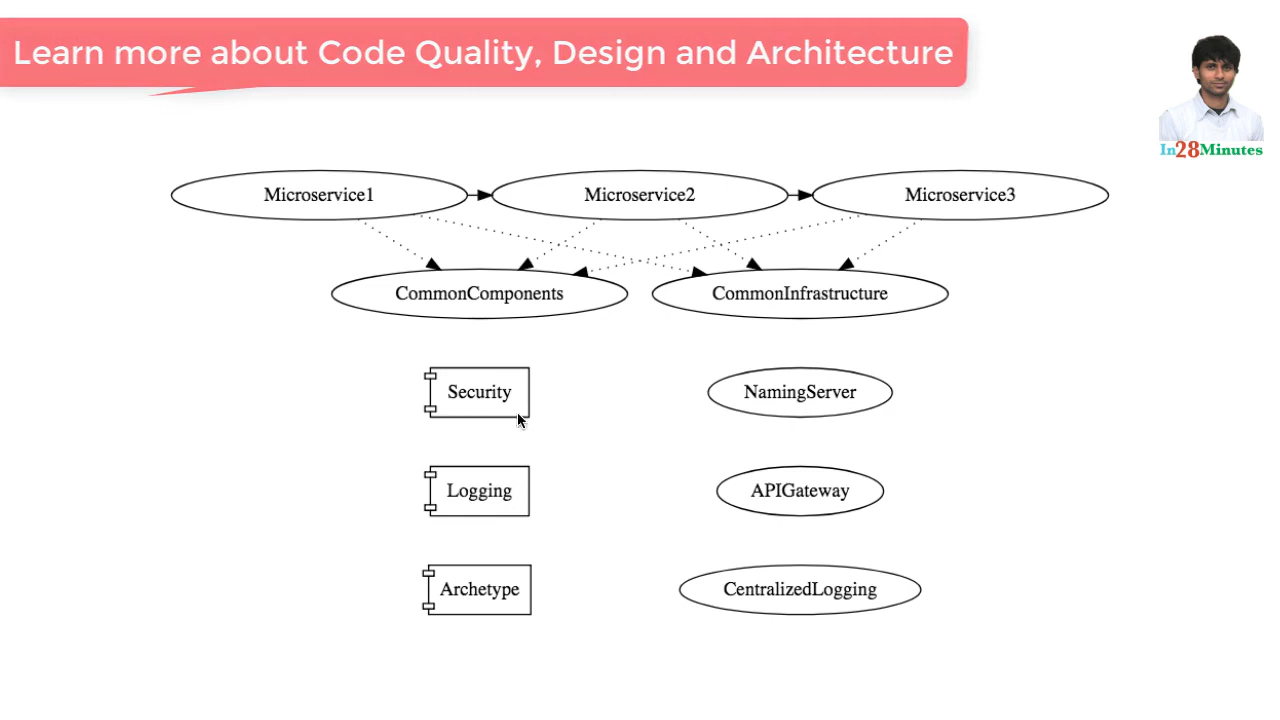 Learn more about Code Quality, Design and Architecture
In28Minutes
Microservice1 Microservice2 Microservice3
CommonComponents CommonInfrastructure
Security NamingServer
Logging APIGateway
Archetype CentralizedLogging